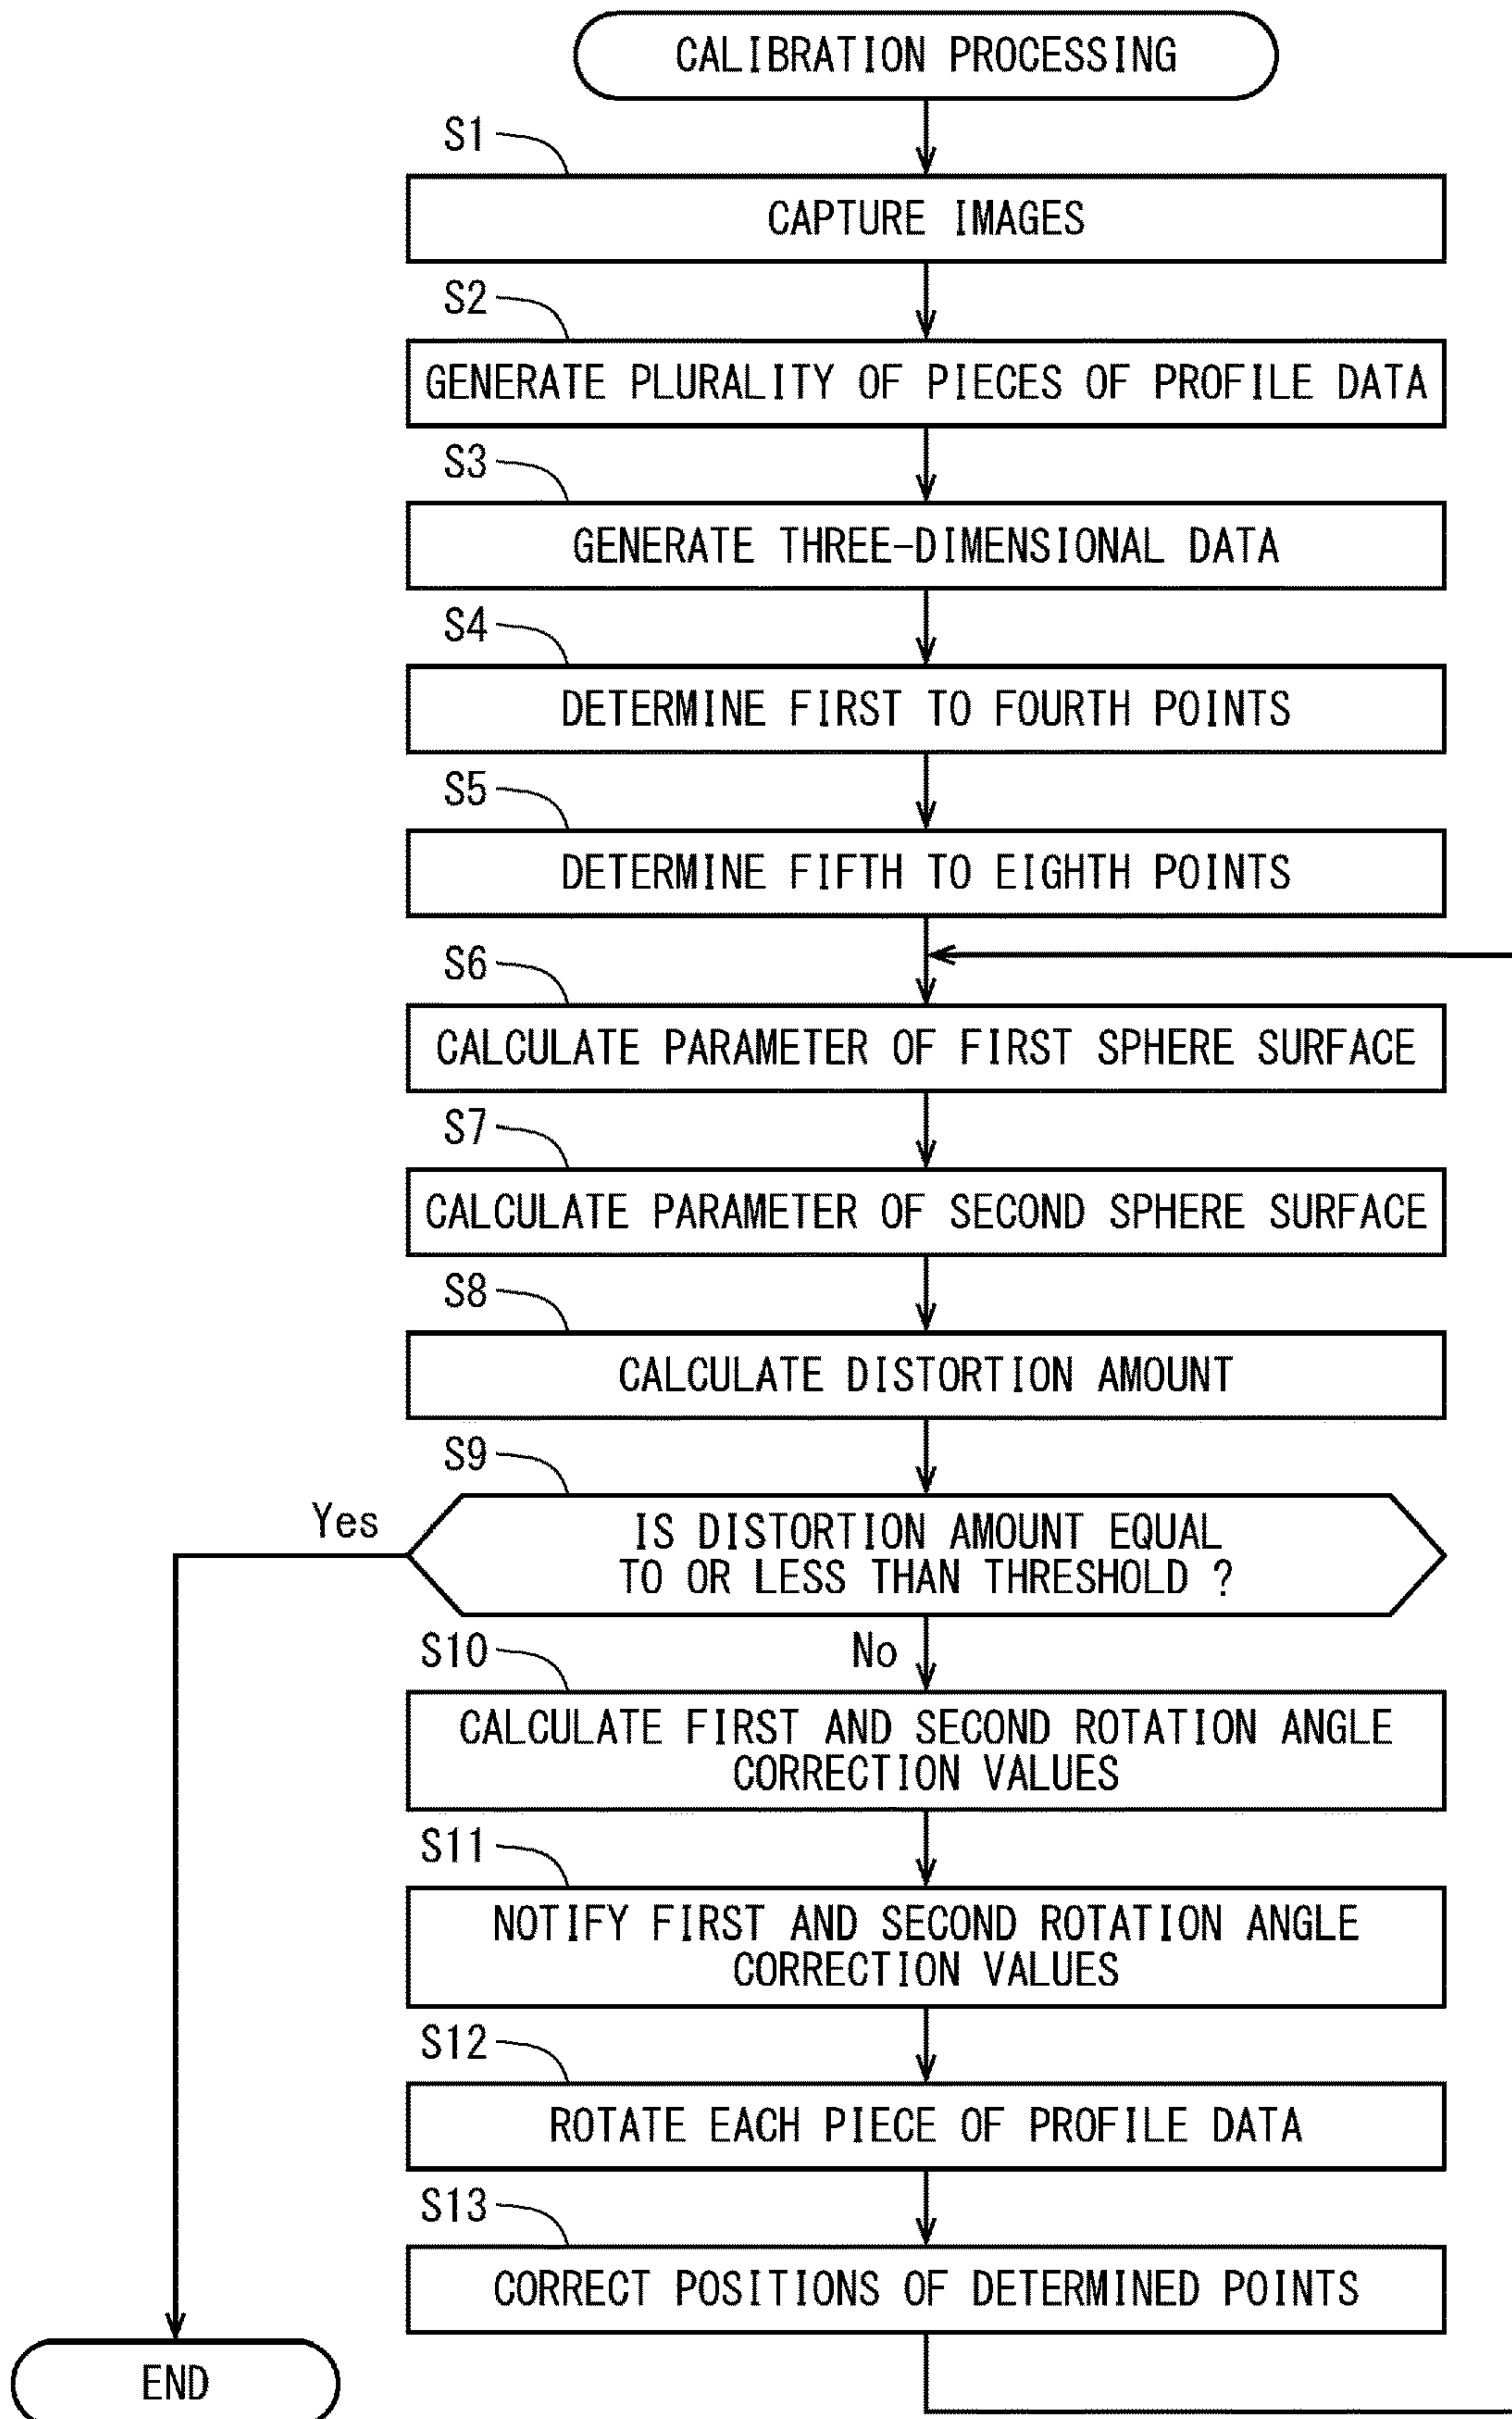 CALIBRATION PROCESSING
S1
CAPTURE IMAGES
S2
GENERATE PLURALITY OF PIECES OF PROFILE DATA
S3
GENERATE THREE-DIMENSIONAL DATA
S4
DETERMINE FIRST TO FOURTH POINTS
S5
DETERMINE FIFTH TO EIGHTH POINTS
S6
CALCULATE PARAMETER OF FIRST SPHERE SURFACE
S7
CALCULATE PARAMETER OF SECOND SPHERE SURFACE
S8
CALCULATE DISTORTION AMOUNT
S9
Yes
IS DISTORTION AMOUNT EQUAL
TO OR LESS THAN THRESHOLD ?
S10
No
CALCULATE FIRST AND SECOND ROTATION ANGLE
CORRECTION VALUES
S11
NOTIFY FIRST AND SECOND ROTATION ANGLE
CORRECTION VALUES
S12
ROTATE EACH PIECE OF PROFILE DATA
S13
CORRECT POSITIONS OF DETERMINED POINTS
END